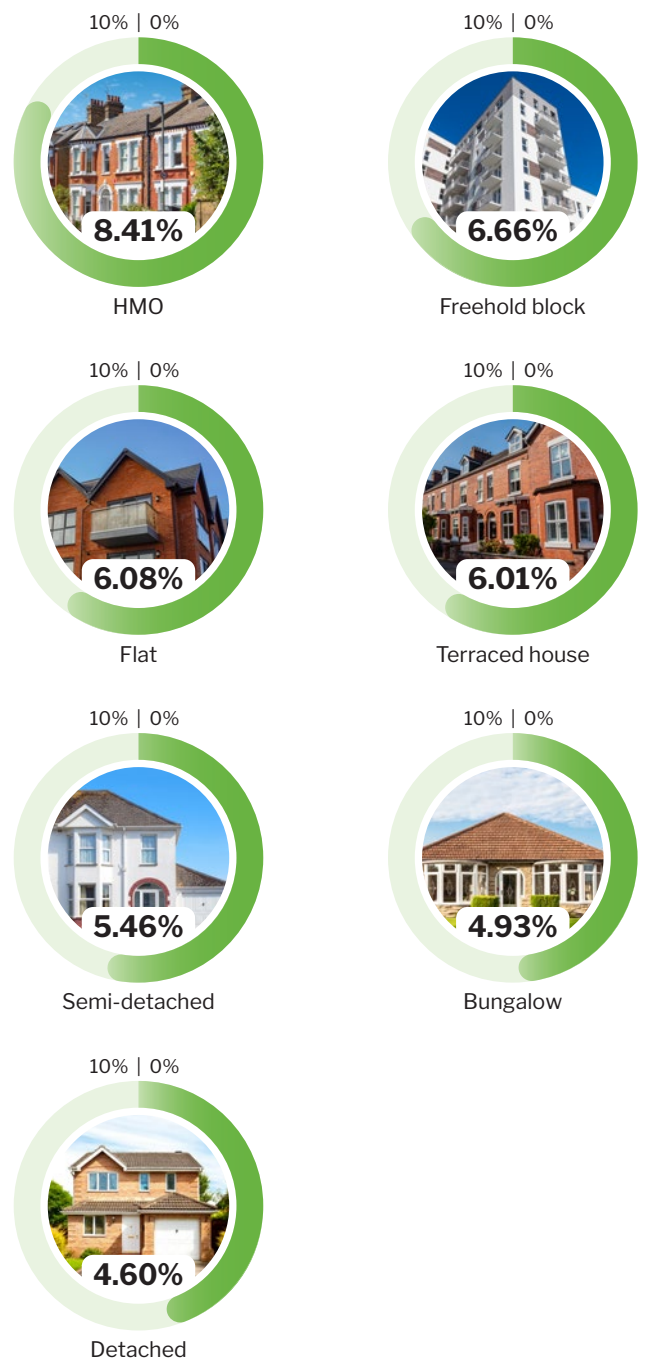 10% | 0%
8.41%
HMO
10% | 0%
6.66%
Freehold block
10% | 0%
6.08%
Flat
10% | 0%
6.01%
Terraced house
10% | 0%
5.46%
Semi-detached
10% | 0%
4.93%
Bungalow
10% | 0%
4.60%
Detached